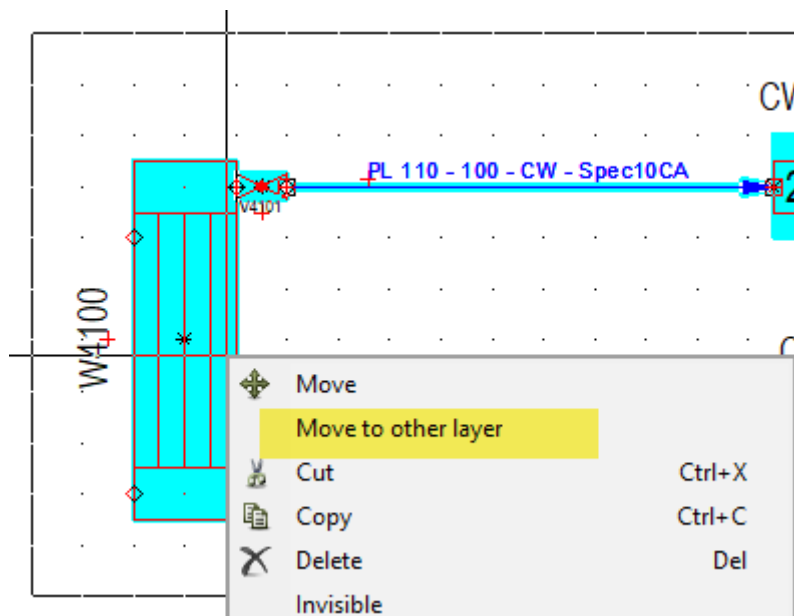 CW
PL 110 - 100 - CW - Spec10CA
2
V4101
W4100
Move
Move to other layer
Cut Ctrl+X
Copy Ctrl+C
Delete Del
Invisible